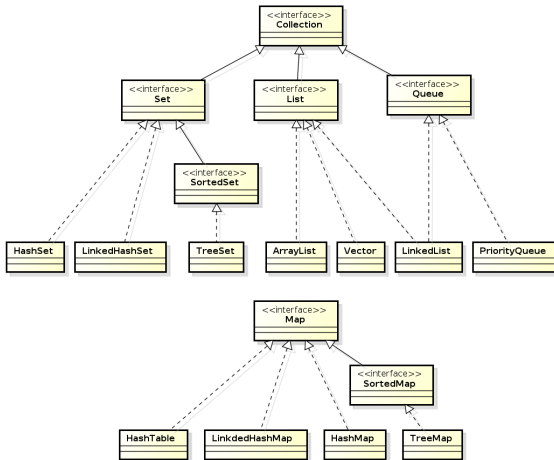 <<interface>>
Collection
<<interface>>
Set
<<interface>>
List
<<interface>>
Queue
<<interface>>
SortedSet
HashSet
LinkedHashSet
TreeSet
ArrayList
Vector
LinkedList
PriorityQueue
<<interface>>
Map
<<interface>>
SortedMap
HashTable
LinkdedHashMap
HashMap
TreeMap